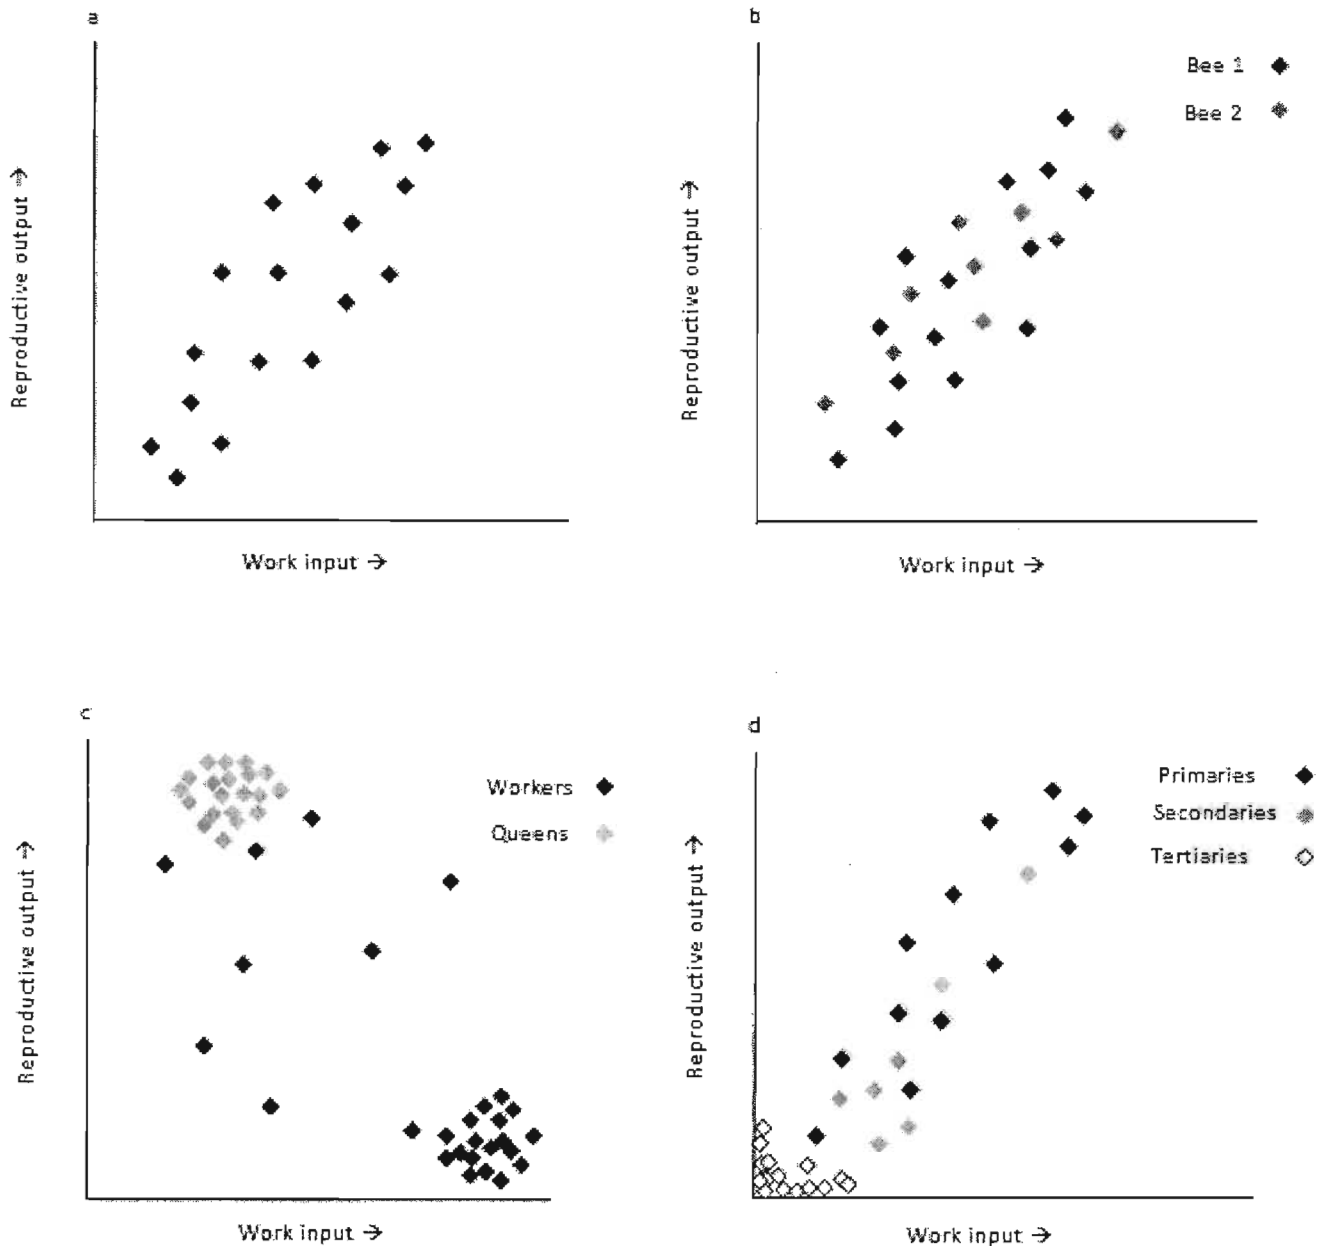 a
Reproductive output →
Work input →
b
Bee 1
Bee 2
Reproductive output →
Work input →
c
Workers
Queens
Reproductive output →
Work input →
d
Primaries
Secondaries
Tertiaries
Reproductive output →
Work input →